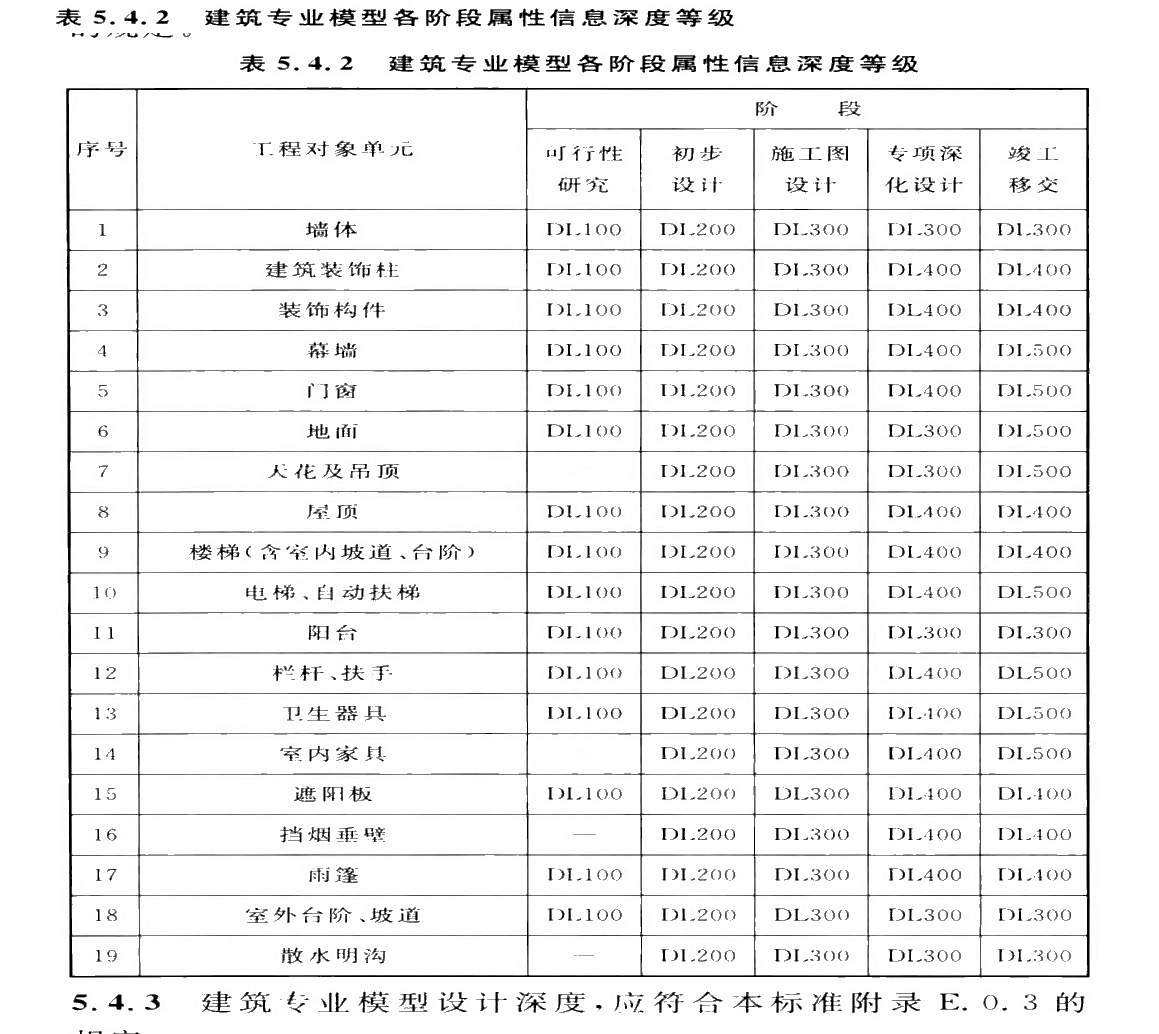 表 5.4.2 建筑专业模型各阶段属性信息深度等级
的规定。
表 5.4.2 建筑专业模型各阶段属性信息深度等级
序号 工程对象单元 阶 段
可行性研究 初步设计 施工图设计 专项深化设计 竣工移交
1 墙体 DL100 DL200 DL300 DL300 DL300
2 建筑装饰柱 DL100 DL200 DL300 DL400 DL400
3 装饰构件 DL100 DL200 DL300 DL400 DL400
4 幕墙 DL100 DL200 DL300 DL400 DL500
5 门窗 DL100 DL200 DL300 DL400 DL500
6 地面 DL100 DL200 DL300 DL300 DL500
7 天花及吊顶 DL200 DL300 DL300 DL500
8 屋顶 DL100 DL200 DL300 DL400 DL400
9 楼梯(含室内坡道、台阶) DL100 DL200 DL300 DL400 DL400
10 电梯、自动扶梯 DL100 DL200 DL300 DL400 DL500
11 阳台 DL100 DL200 DL300 DL300 DL300
12 栏杆、扶手 DL100 DL200 DL300 DL400 DL500
13 卫生器具 DL100 DL200 DL300 DL400 DL500
14 室内家具 DL200 DL300 DL400 DL500
15 遮阳板 DL100 DL200 DL300 DL400 DL400
16 挡烟垂壁 — DL200 DL300 DL400 DL400
17 雨篷 DL100 DL200 DL300 DL400 DL400
18 室外台阶、坡道 DL100 DL200 DL300 DL300 DL300
19 散水明沟 — DL200 DL300 DL300 DL300
5.4.3 建筑专业模型设计深度,应符合本标准附录 E.0.3 的